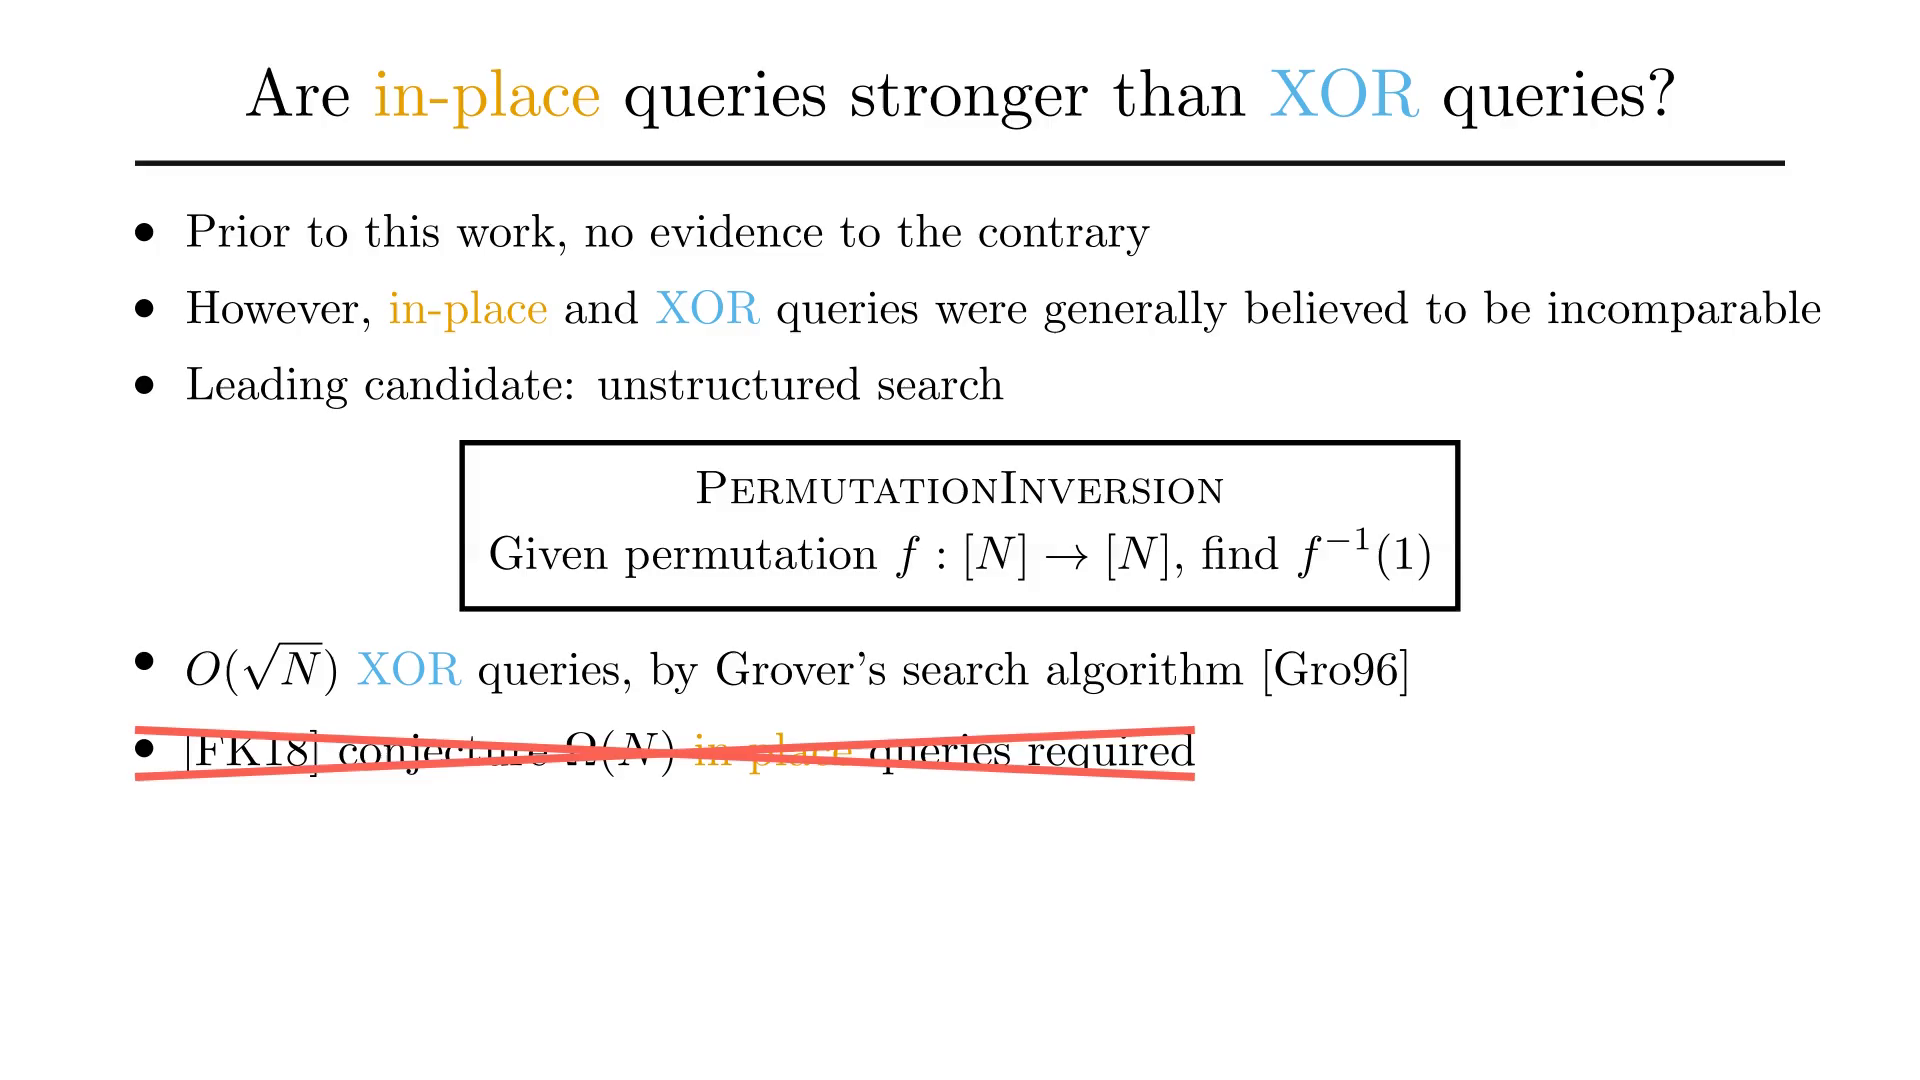 Are in-place queries stronger than XOR queries?
• Prior to this work, no evidence to the contrary
• However, in-place and XOR queries were generally believed to be incomparable
• Leading candidate: unstructured search
PERMUTATIONINVERSION
Given permutation f : [N] → [N], find f⁻¹(1)
• O(√N) XOR queries, by Grover's search algorithm [Gro96]
• [FK18] conjecture Ω(N) in-place queries required